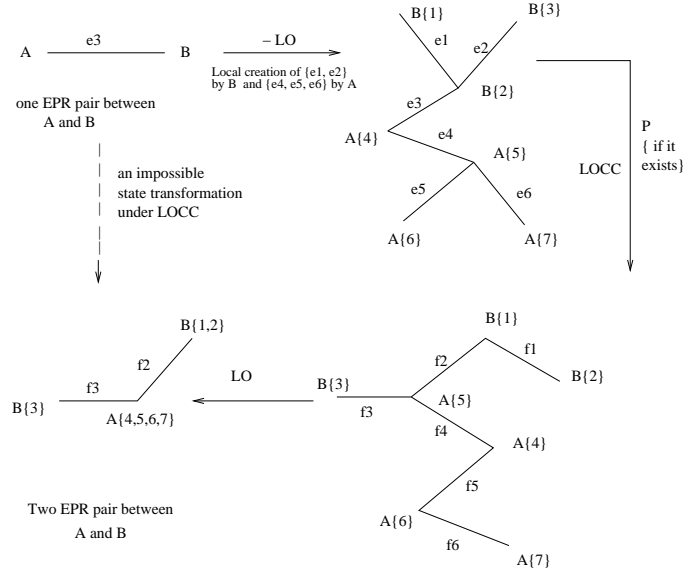 A
e3
B
– LO
Local creation of {e1, e2}
by B and {e4, e5, e6} by A
one EPR pair between
A and B
an impossible
state transformation
under LOCC
B{1}
B{3}
e1
e2
B{2}
e3
A{4}
e4
A{5}
e5
e6
A{6}
A{7}
P
{ if it
exists}
LOCC
B{1,2}
f2
f3
B{3}
A{4,5,6,7}
LO
Two EPR pair between
A and B
B{1}
f2
f1
B{2}
B{3}
f3
A{5}
f4
A{4}
f5
A{6}
f6
A{7}